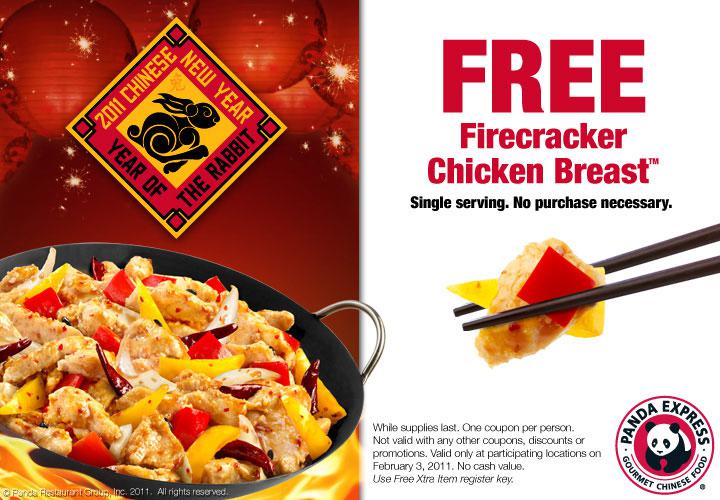 2011 CHINESE
NEW YEAR
YEAR OF
THE RABBIT
FREE
Firecracker
Chicken Breast™
Single serving. No purchase necessary.
While supplies last. One coupon per person.
Not valid with any other coupons, discounts or
promotions. Valid only at participating locations on
February 3, 2011. No cash value.
Use Free Xtra Item register key.
PANDA EXPRESS
GOURMET CHINESE FOOD
®
© Panda Restaurant Group, Inc. 2011. All rights reserved.